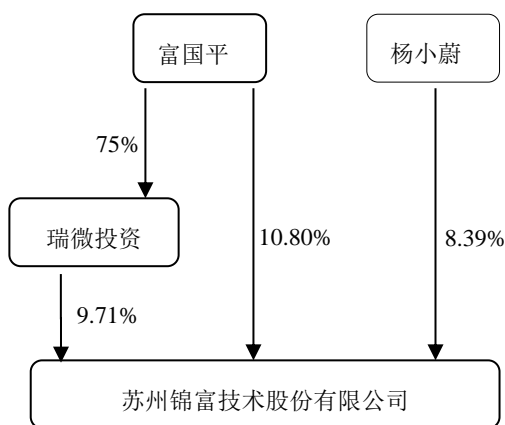 富国平
杨小蔚
75%
瑞微投资
10.80%
8.39%
9.71%
苏州锦富技术股份有限公司